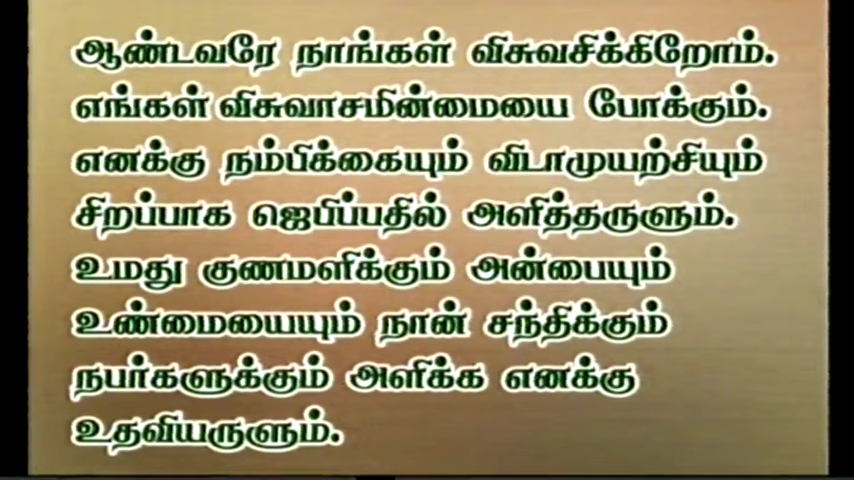 ஆண்டவரே நாங்கள் விசுவசிக்கிறோம்.
எங்கள் விசுவாசமின்மையை போக்கும்.
எனக்கு நம்பிக்கையும் விடாமுயற்சியும்
சிறப்பாக ஜெபிப்பதில் அளித்தருளும்.
உமது குணமளிக்கும் அன்பையும்
உண்மையையும் நான் சந்திக்கும்
நபர்களுக்கும் அளிக்க எனக்கு
உதவியருளும்.